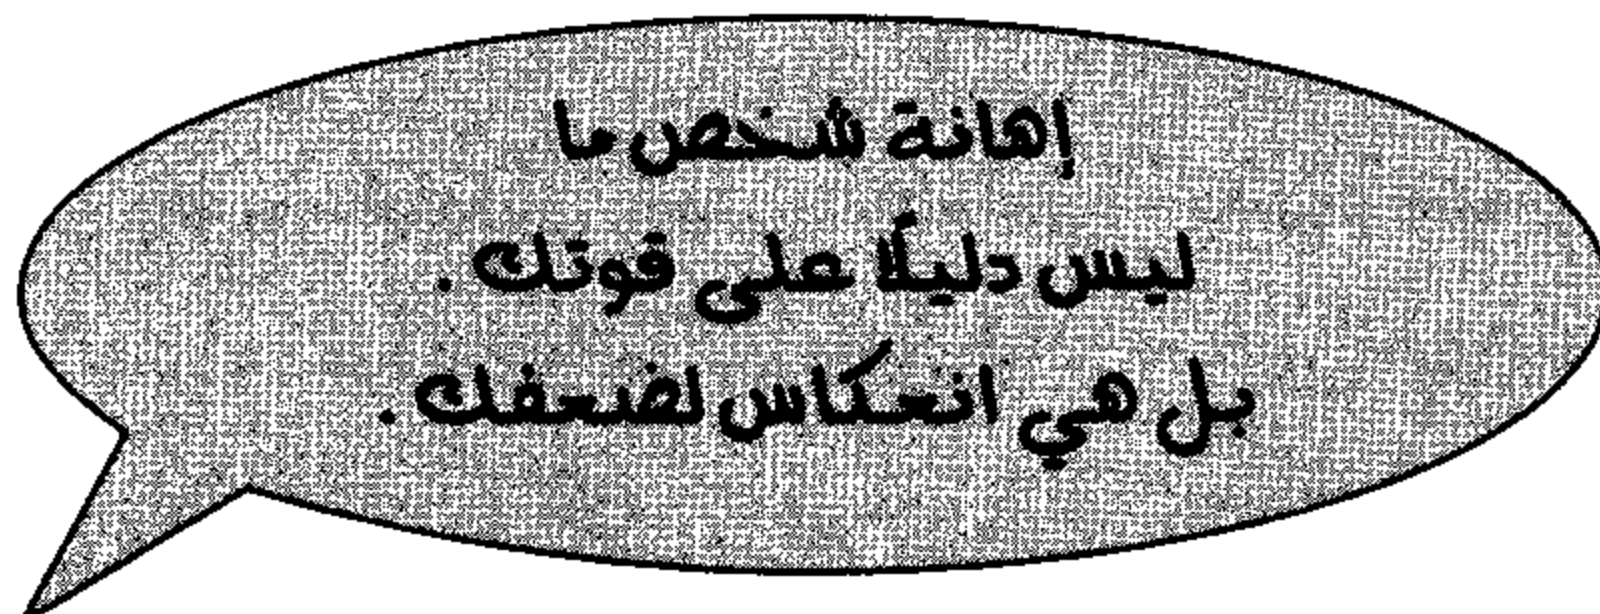 إهانة شخص ما
ليس دليلًا على قوتك .
بل هي انعكاس لضعفك .